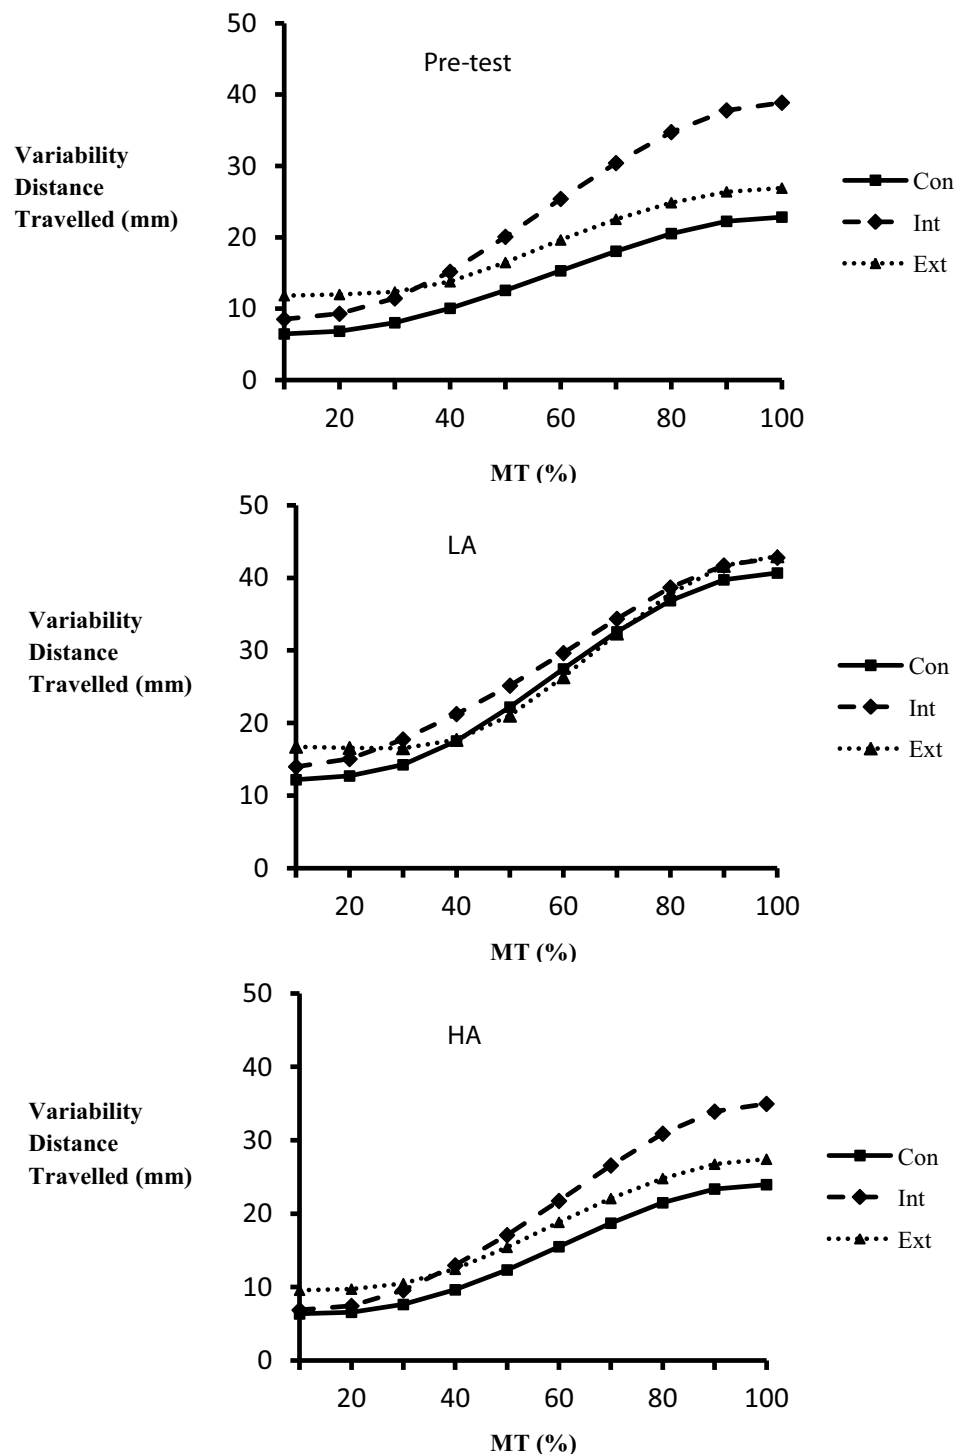 50
Pre-test
40
Variability
Distance
Travelled (mm)
30
20
10
0
Con
Int
Ext
20 40 60 80 100
MT (%)
50
LA
40
Variability
Distance
Travelled (mm)
30
20
10
0
Con
Int
Ext
20 40 60 80 100
MT (%)
50
HA
40
Variability
Distance
Travelled (mm)
30
20
10
0
Con
Int
Ext
20 40 60 80 100
MT (%)